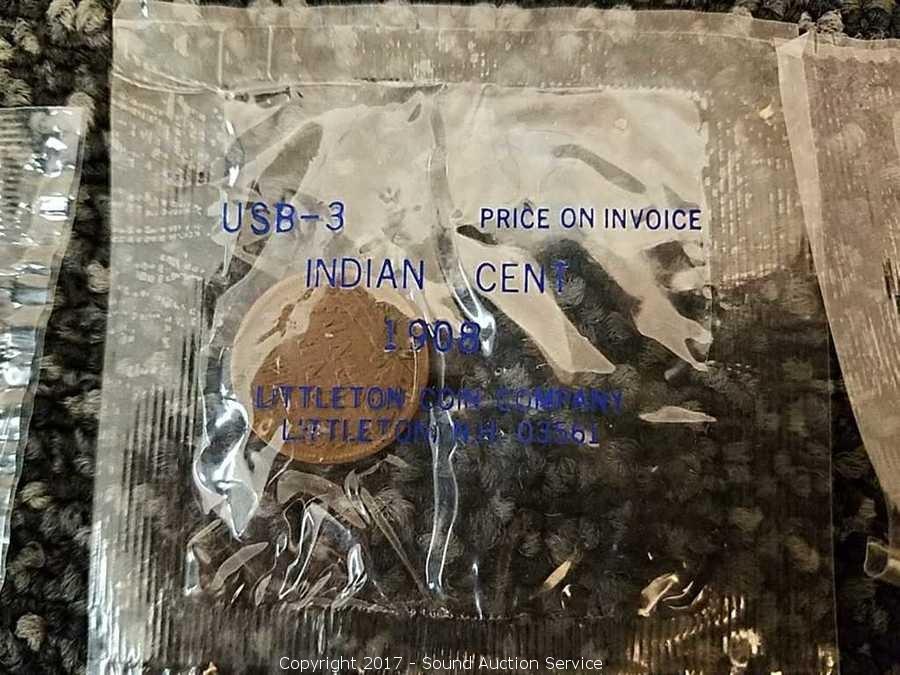 USB-3 PRICE ON INVOICE
INDIAN CENT
1908
LITTLETON COIN COMPANY
LITTLETON, N.H. 03561
Copyright 2017 - Sound Auction Service